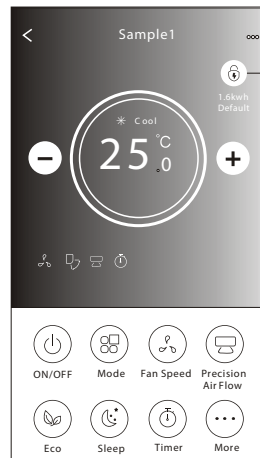 Sample1
1.6kwh
Default
Cool
25.0°C
ON/OFF
Mode
Fan Speed
Precision
Air Flow
Eco
Sleep
Timer
More